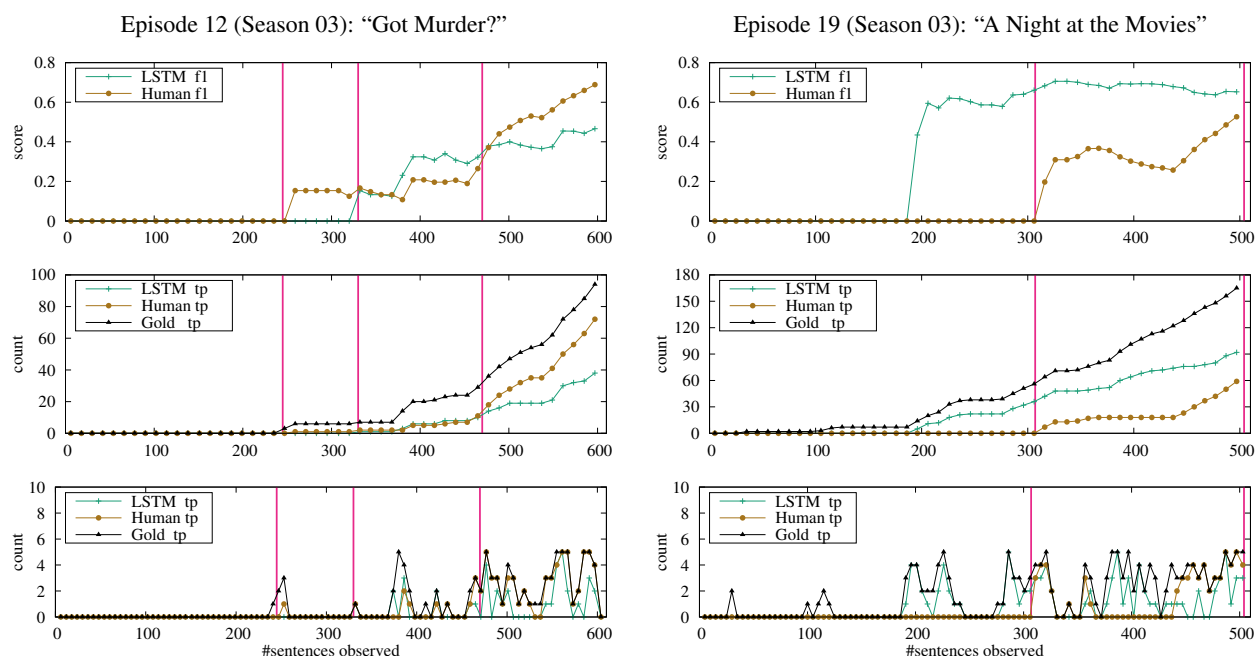 Episode 12 (Season 03): “Got Murder?”
score
0.8
0.6
0.4
0.2
0
LSTM f1
Human f1
0 100 200 300 400 500 600
count
100
80
60
40
20
0
LSTM tp
Human tp
Gold tp
0 100 200 300 400 500 600
count
10
8
6
4
2
0
LSTM tp
Human tp
Gold tp
0 100 200 300 400 500 600
#sentences observed
Episode 19 (Season 03): “A Night at the Movies”
score
0.8
0.6
0.4
0.2
0
LSTM f1
Human f1
0 100 200 300 400 500
count
180
150
120
90
60
30
0
LSTM tp
Human tp
Gold tp
0 100 200 300 400 500
count
10
8
6
4
2
0
LSTM tp
Human tp
Gold tp
0 100 200 300 400 500
#sentences observed